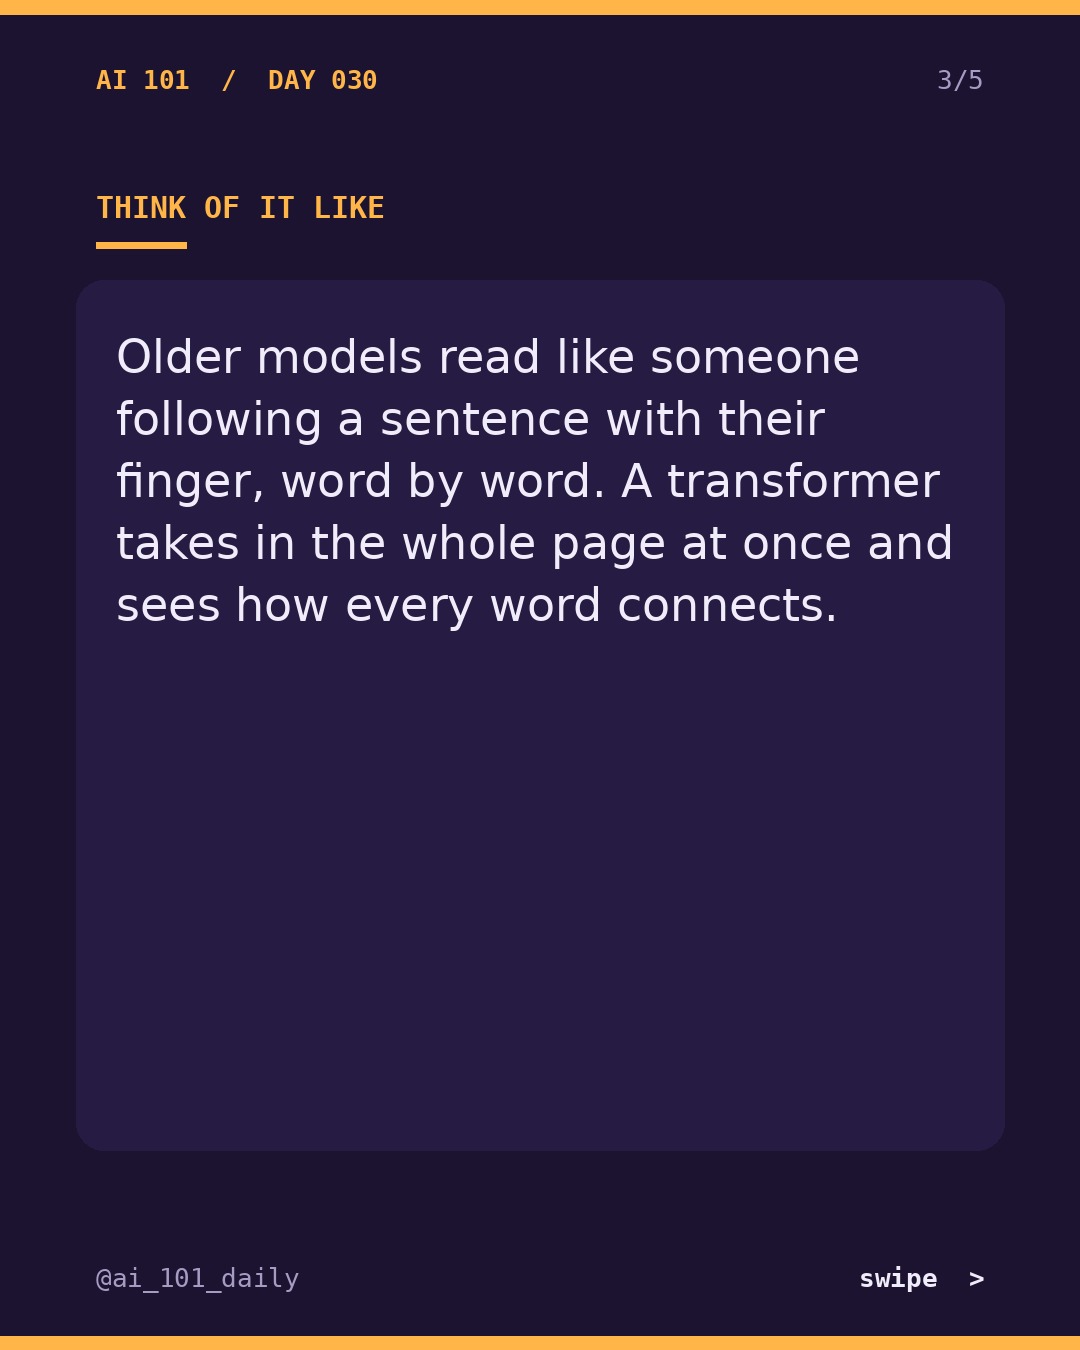 AI 101 / DAY 030
3/5
THINK OF IT LIKE
Older models read like someone
following a sentence with their
finger, word by word. A transformer
takes in the whole page at once and
sees how every word connects.
@ai_101_daily
swipe >